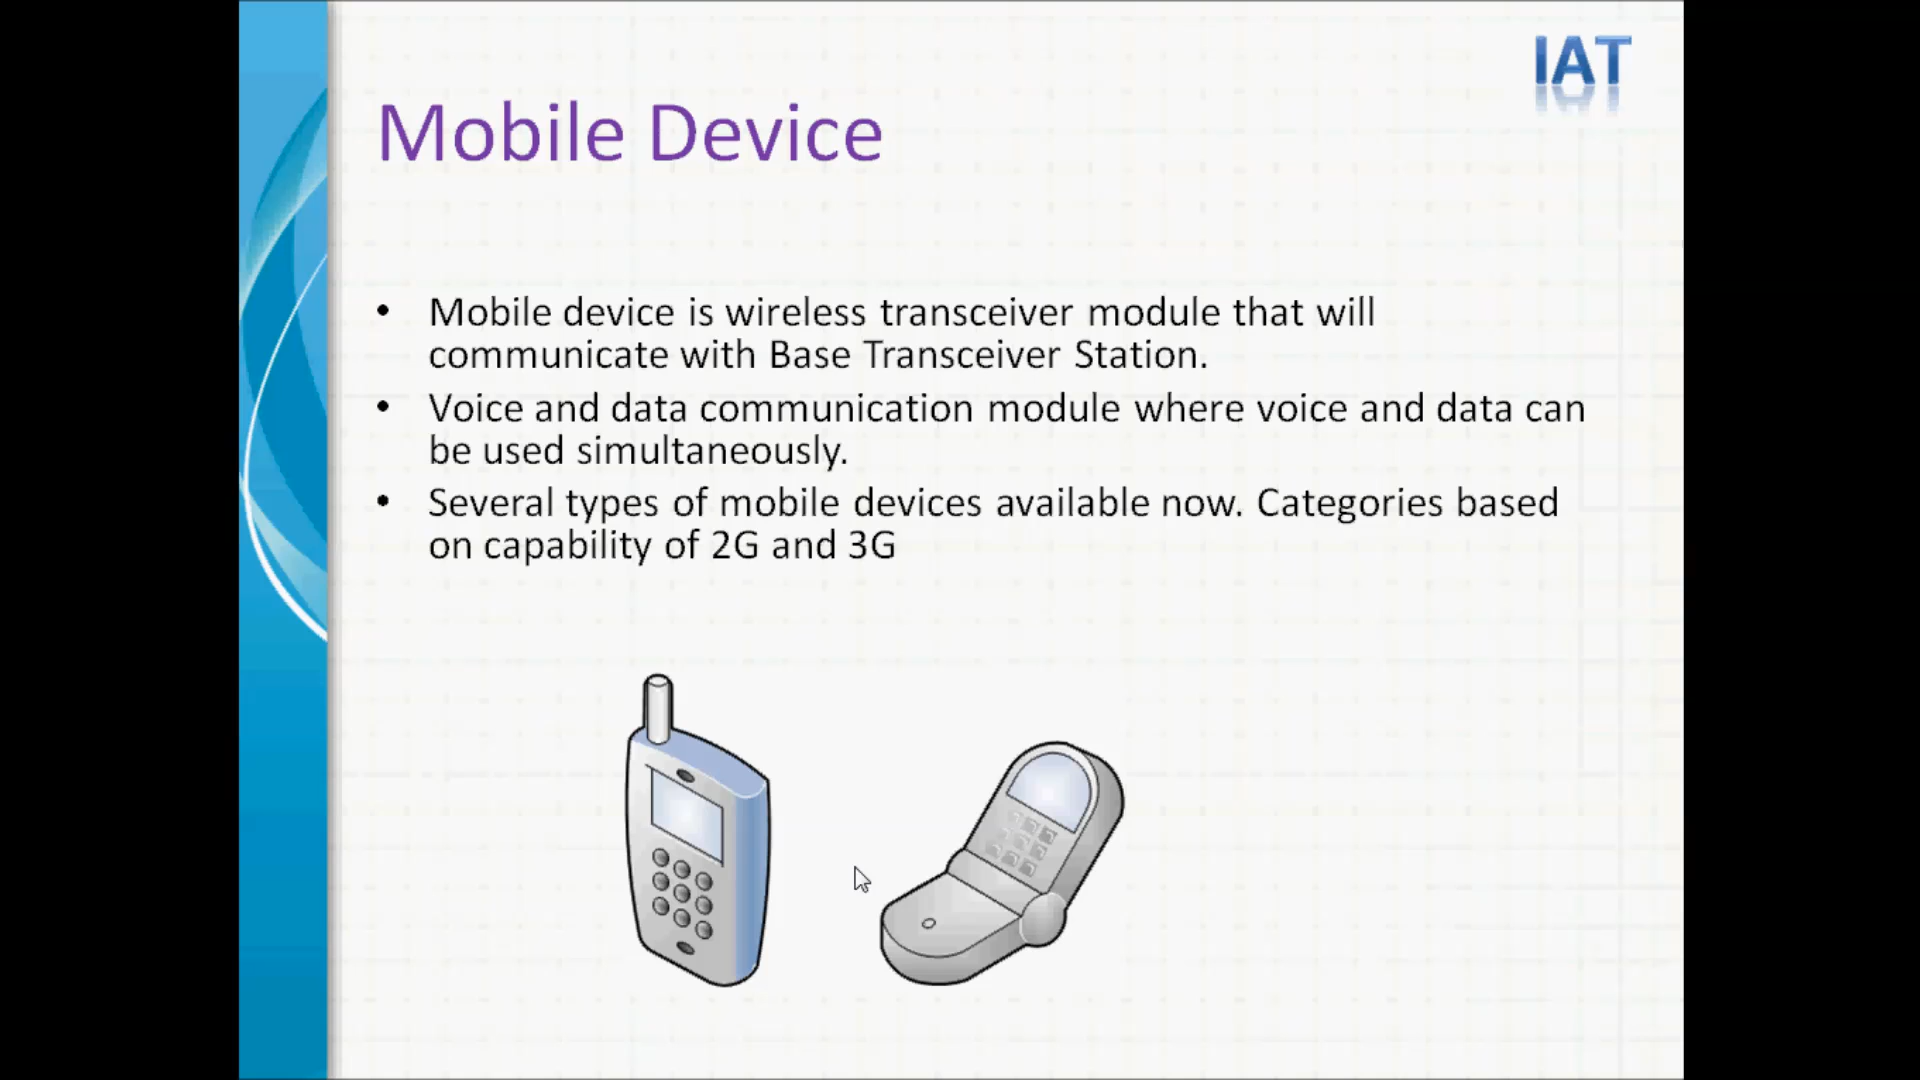 IAT
Mobile Device
• Mobile device is wireless transceiver module that will
communicate with Base Transceiver Station.
• Voice and data communication module where voice and data can
be used simultaneously.
• Several types of mobile devices available now. Categories based
on capability of 2G and 3G